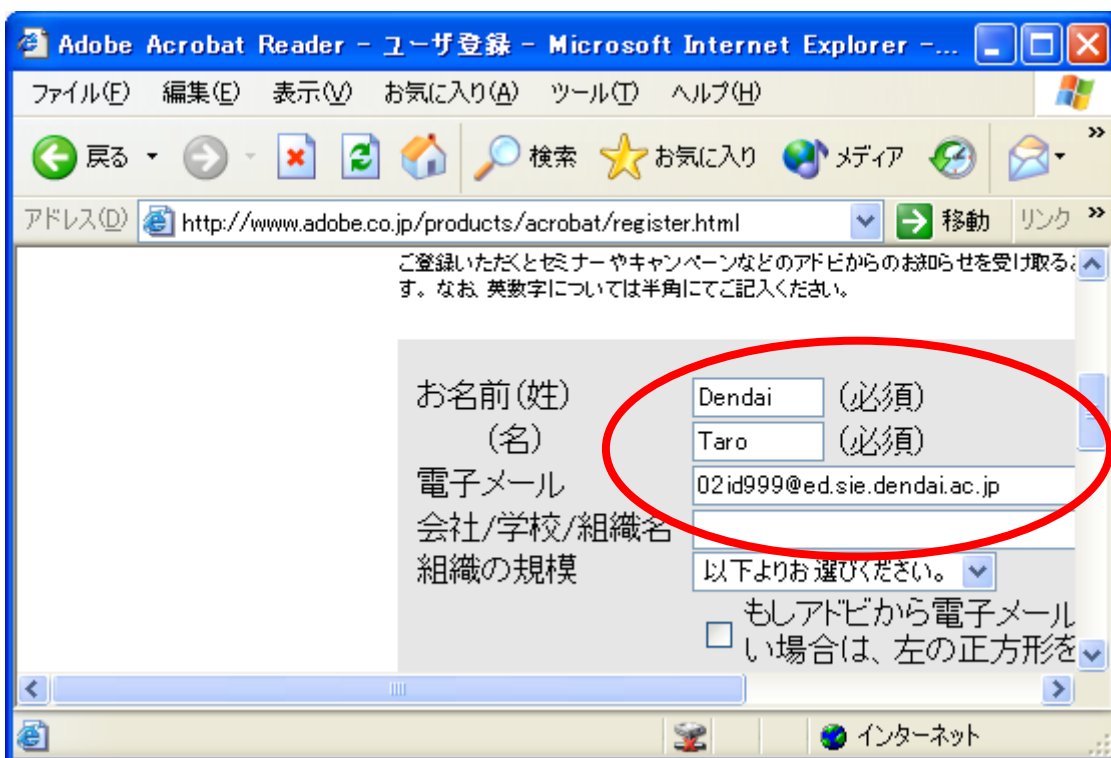 Adobe Acrobat Reader - ユーザ登録 - Microsoft Internet Explorer -...
ファイル(F) 編集(E) 表示(V) お気に入り(A) ツール(T) ヘルプ(H)
戻る 検索 お気に入り メディア »
アドレス(D) http://www.adobe.co.jp/products/acrobat/register.html 移動 リンク »
ご登録いただくとセミナーやキャンペーンなどのアドビからのお知らせを受け取る
す。なお、英数字については半角にてご記入ください。
お名前(姓) Dendai (必須)
(名) Taro (必須)
電子メール 02id999@ed.sie.dendai.ac.jp
会社/学校/組織名
組織の規模 以下よりお選びください。
もしアドビから電子メール
い場合は、左の正方形を
インターネット